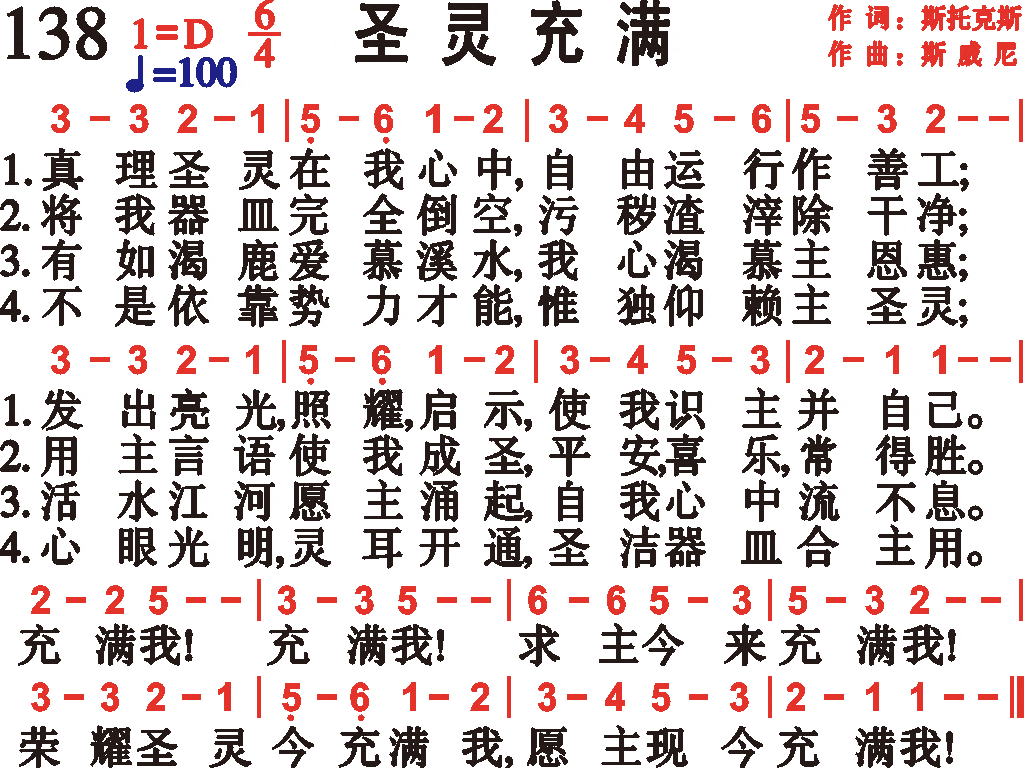 138 1=D 6/4 圣灵充满 作 词：斯托克斯
♩=100 作 曲：斯 威 尼
3 - 3 2 - 1 | 5̣ - 6̣ 1 - 2 | 3 - 4 5 - 6 | 5 - 3 2 - - |
1. 真 理 圣 灵 在 我 心 中, 自 由 运 行 作 善 工;
2. 将 我 器 皿 完 全 倒 空, 污 秽 渣 滓 除 干 净;
3. 有 如 渴 鹿 爱 慕 溪 水, 我 心 渴 慕 主 恩 惠;
4. 不 是 依 靠 势 力 才 能, 惟 独 仰 赖 主 圣 灵;
3 - 3 2 - 1 | 5̣ - 6̣ 1 - 2 | 3 - 4 5 - 3 | 2 - 1 1 - - |
1. 发 出 亮 光, 照 耀, 启 示, 使 我 识 主 并 自 己。
2. 用 主 言 语 使 我 成 圣, 平 安, 喜 乐, 常 得 胜。
3. 活 水 江 河 愿 主 涌 起, 自 我 心 中 流 不 息。
4. 心 眼 光 明, 灵 耳 开 通, 圣 洁 器 皿 合 主 用。
2 - 2 5 - - | 3 - 3 5 - - | 6 - 6 5 - 3 | 5 - 3 2 - - |
充 满 我! 充 满 我! 求 主 今 来 充 满 我!
3 - 3 2 - 1 | 5̣ - 6̣ 1 - 2 | 3 - 4 5 - 3 | 2 - 1 1 - - ‖
荣 耀 圣 灵 今 充 满 我, 愿 主 现 今 充 满 我!